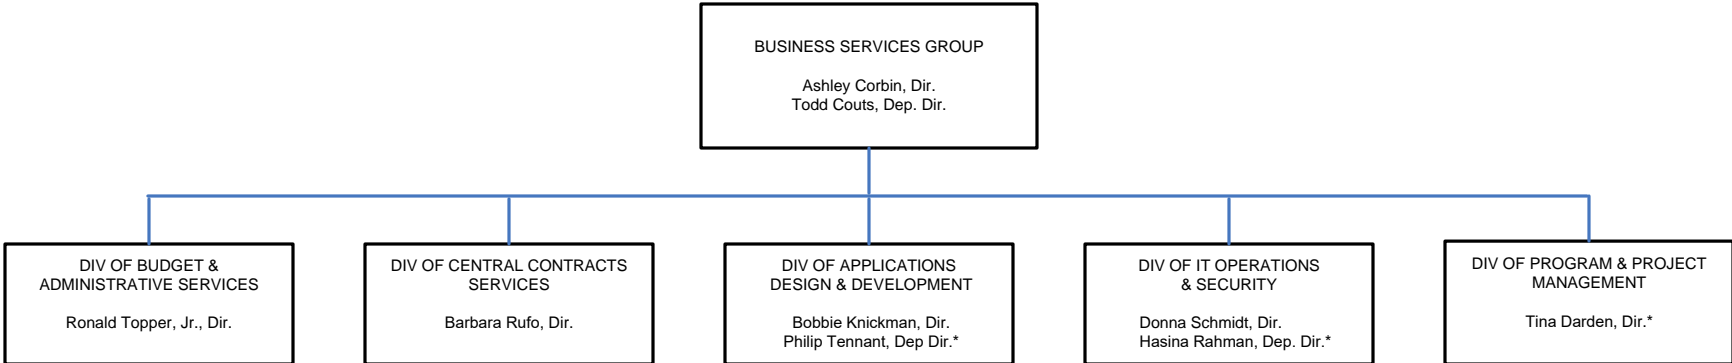 BUSINESS SERVICES GROUP
Ashley Corbin, Dir.
Todd Couts, Dep. Dir.
DIV OF BUDGET &
ADMINISTRATIVE SERVICES
Ronald Topper, Jr., Dir.
DIV OF CENTRAL CONTRACTS
SERVICES
Barbara Rufo, Dir.
DIV OF APPLICATIONS
DESIGN & DEVELOPMENT
Bobbie Knickman, Dir.
Philip Tennant, Dep Dir.*
DIV OF IT OPERATIONS
& SECURITY
Donna Schmidt, Dir.
Hasina Rahman, Dep. Dir.*
DIV OF PROGRAM & PROJECT
MANAGEMENT
Tina Darden, Dir.*